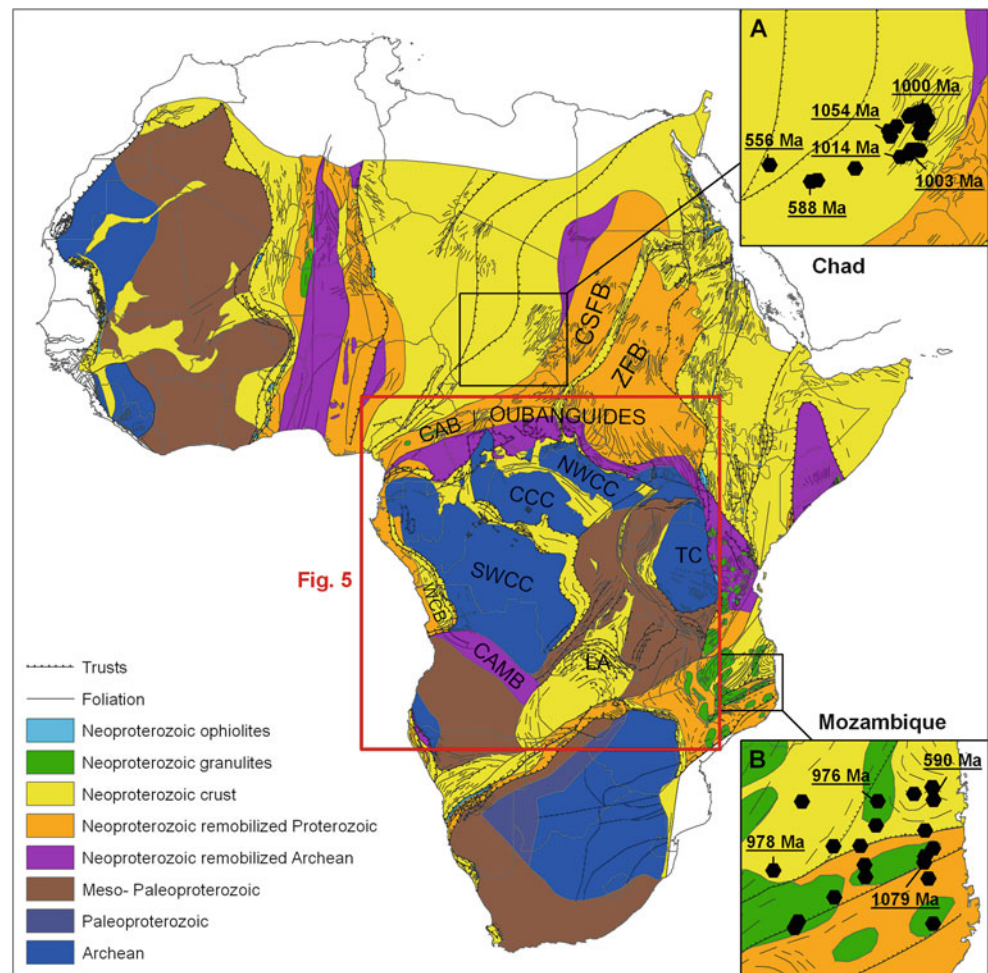 A
1000 Ma
1054 Ma
556 Ma
1014 Ma
1003 Ma
588 Ma
Chad
CSFB
ZFB
CAB / OUBANGUIDES
NWCC
CCC
TC
SWCC
Fig. 5
WCB
CAMB
LA
Trusts
Foliation
Neoproterozoic ophiolites
Neoproterozoic granulites
Neoproterozoic crust
Neoproterozoic remobilized Proterozoic
Neoproterozoic remobilized Archean
Meso- Paleoproterozoic
Paleoproterozoic
Archean
Mozambique
B
590 Ma
976 Ma
978 Ma
1079 Ma